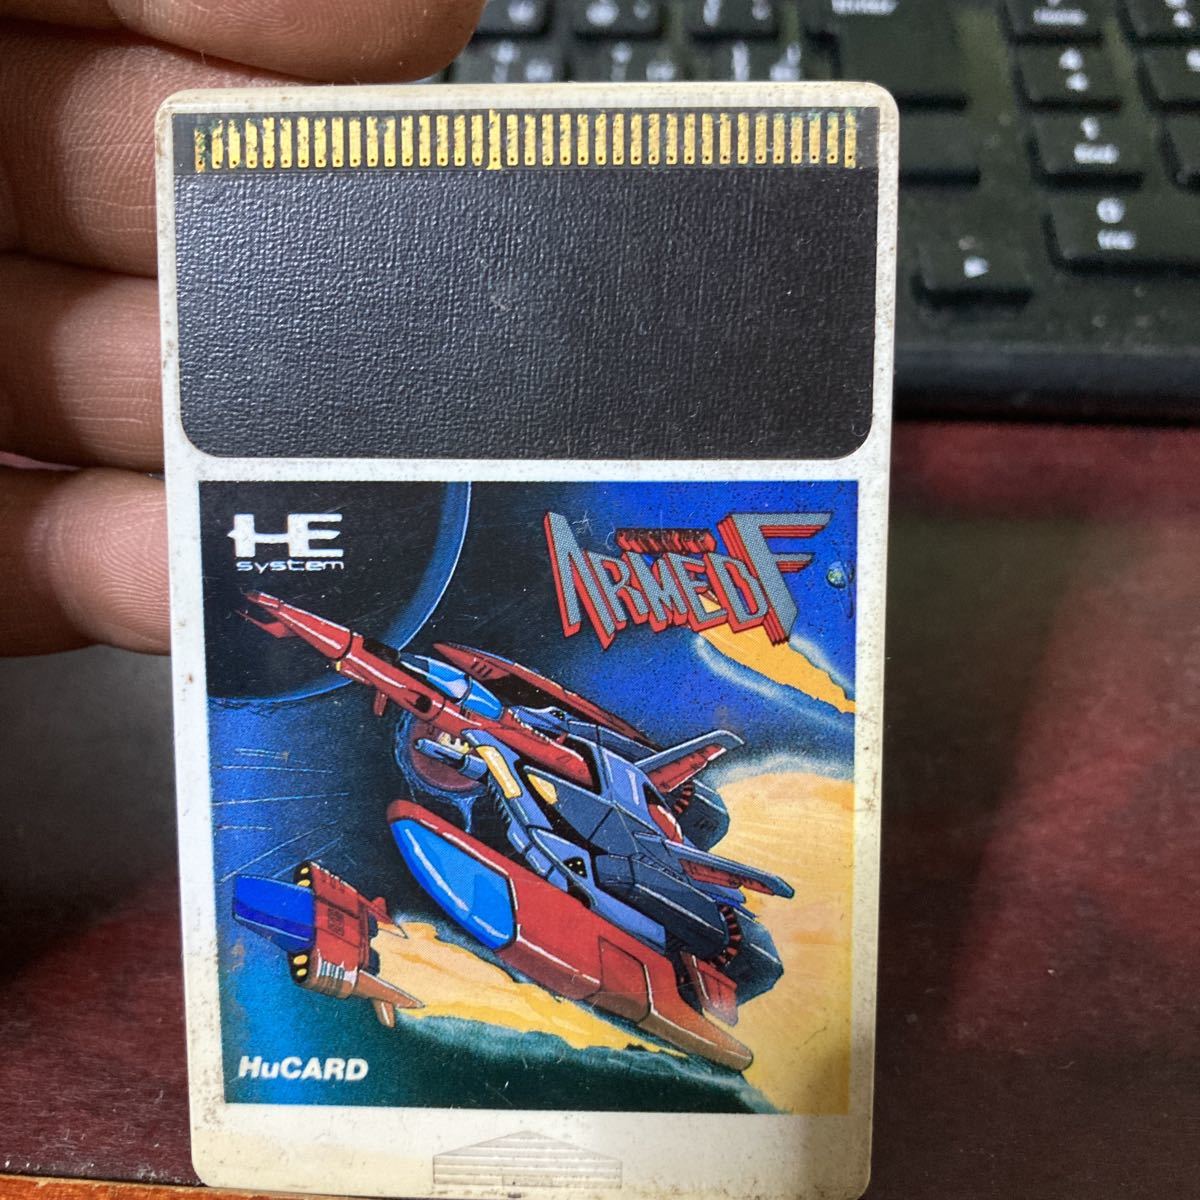 HE
system
ARMED F
HuCARD